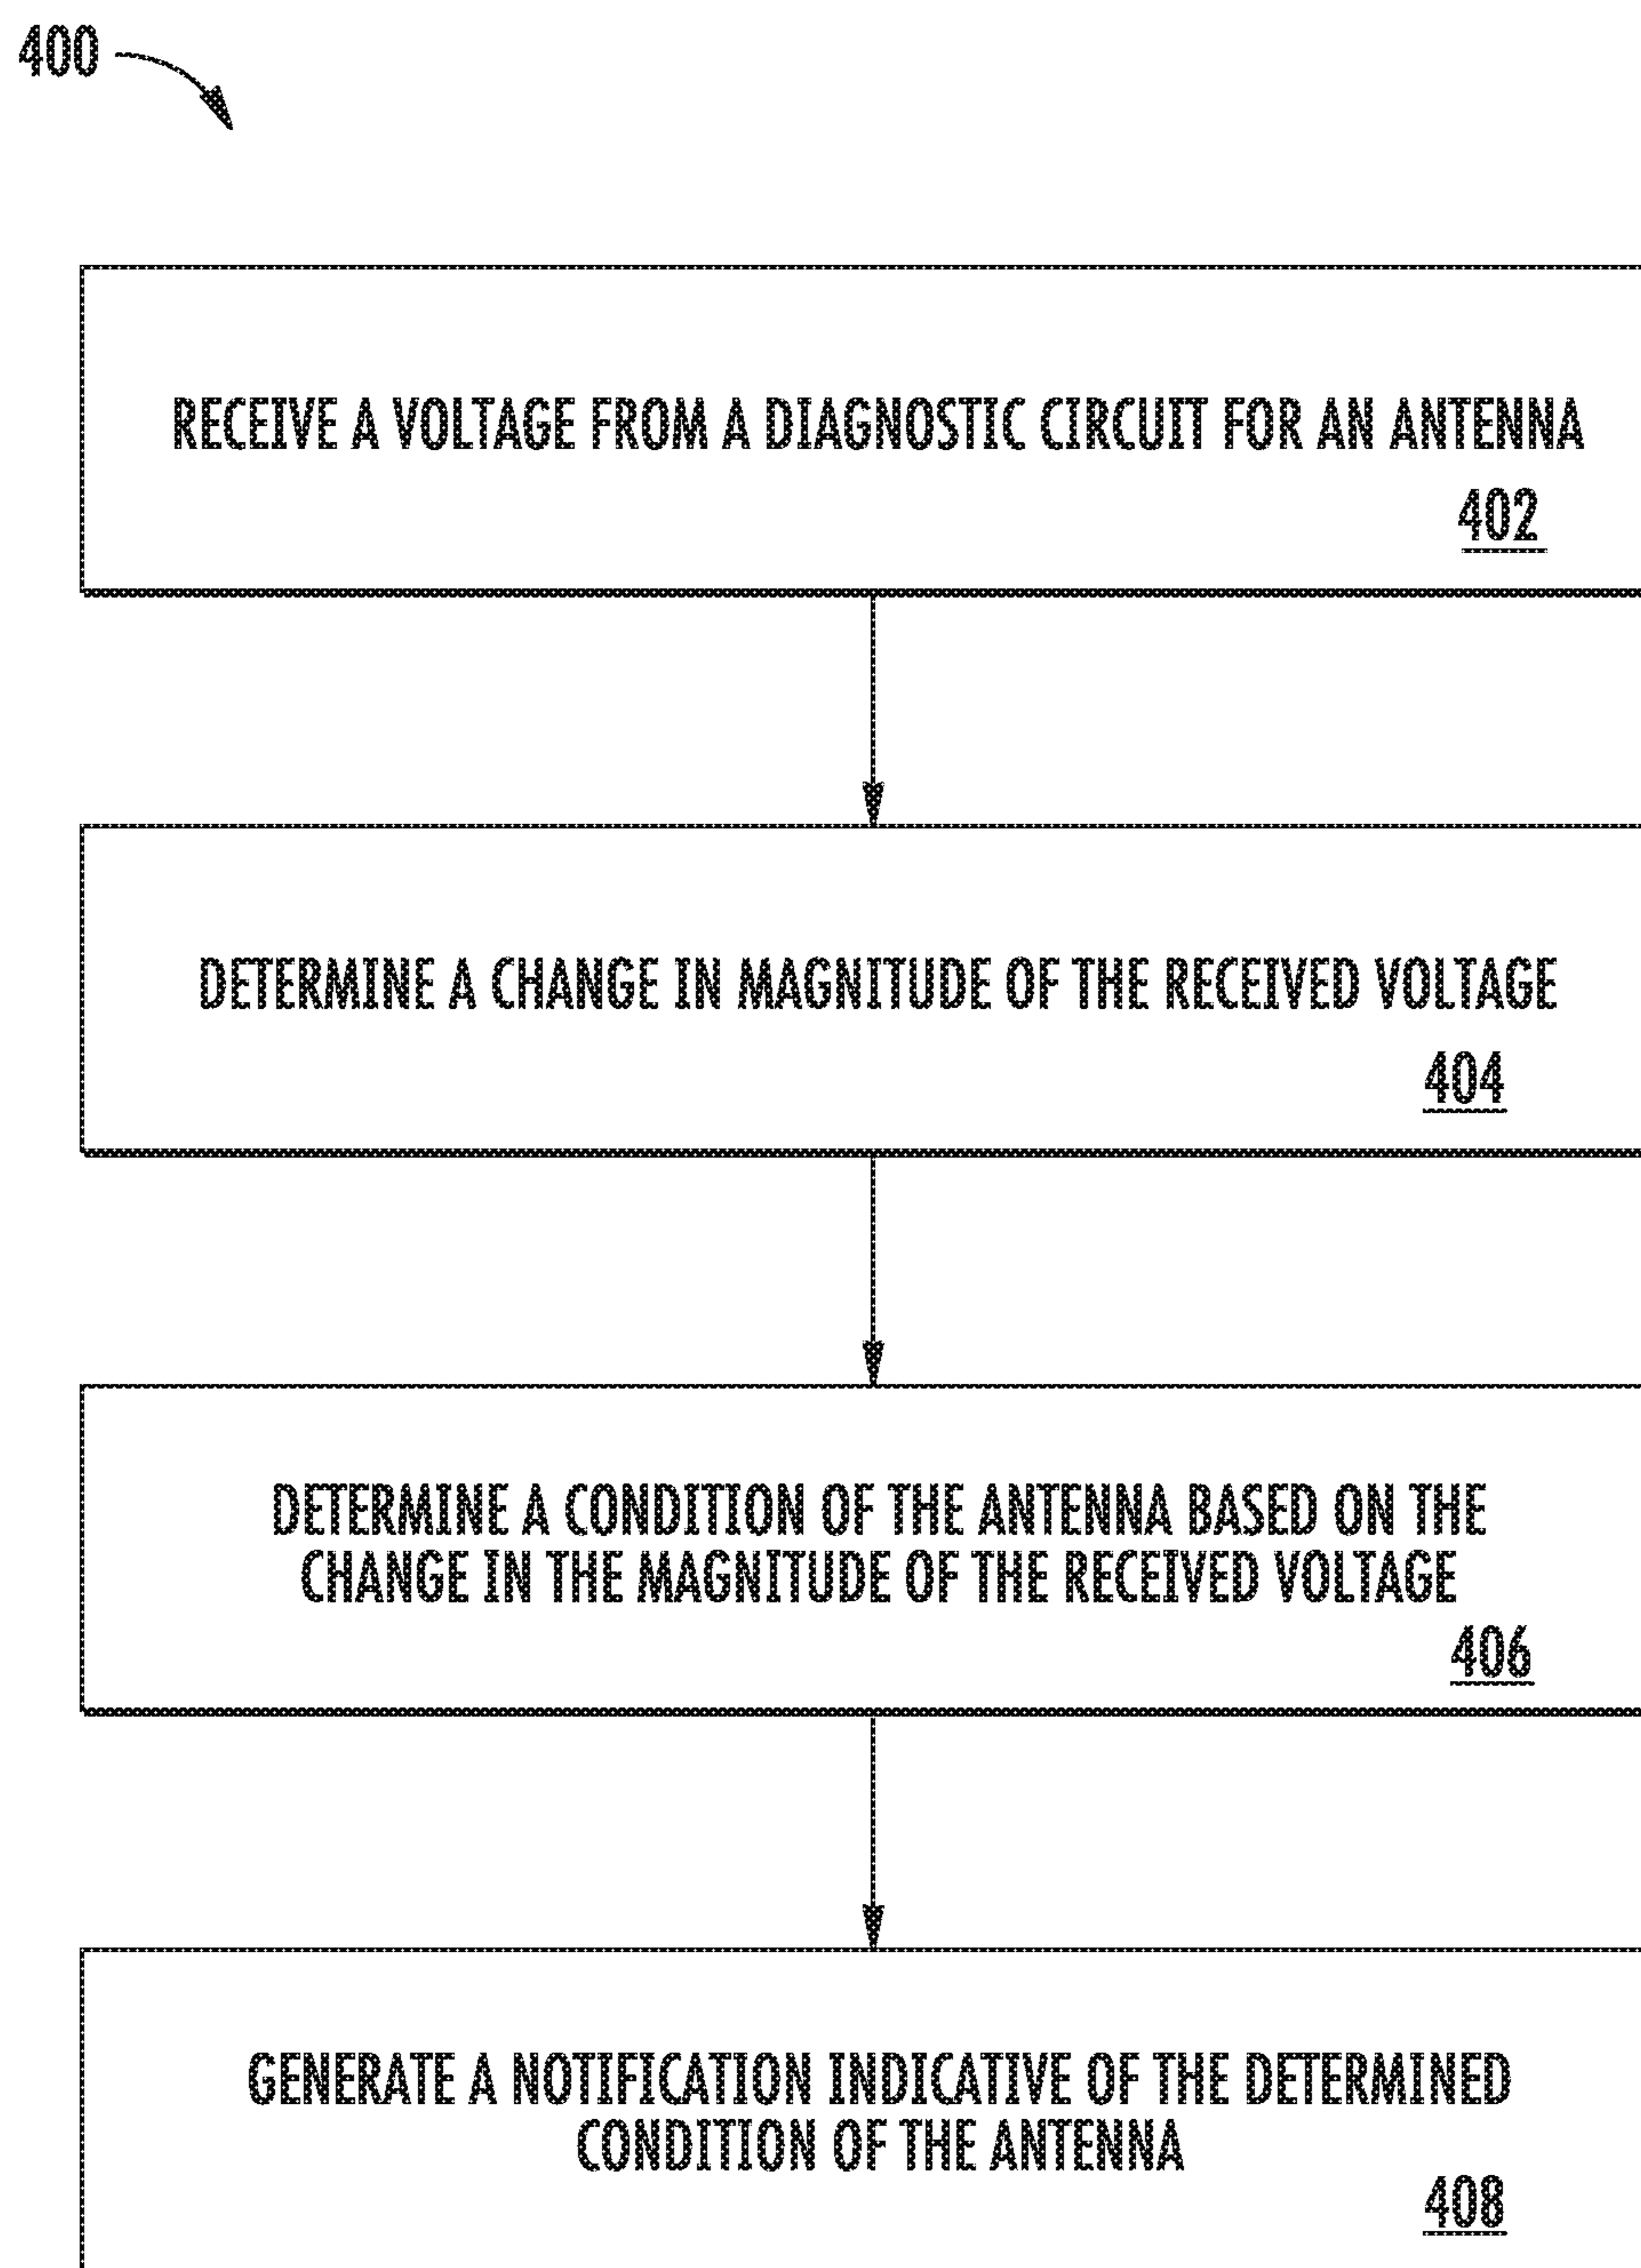 400
RECEIVE A VOLTAGE FROM A DIAGNOSTIC CIRCUIT FOR AN ANTENNA
402
DETERMINE A CHANGE IN MAGNITUDE OF THE RECEIVED VOLTAGE
404
DETERMINE A CONDITION OF THE ANTENNA BASED ON THE
CHANGE IN THE MAGNITUDE OF THE RECEIVED VOLTAGE
406
GENERATE A NOTIFICATION INDICATIVE OF THE DETERMINED
CONDITION OF THE ANTENNA
408